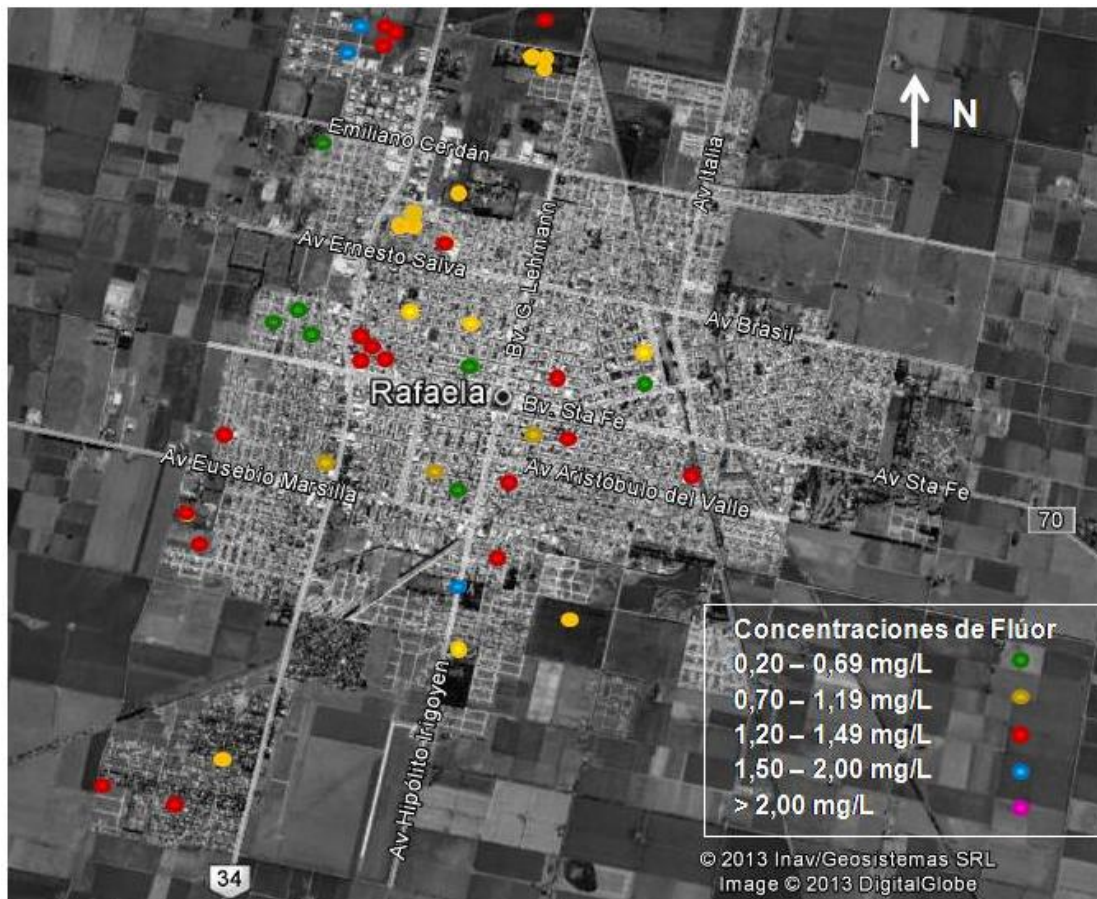 N
Emiliano Cerdán
Av Italia
Av Ernesto Salva
Bv. G. Lehmann
Av Brasil
Rafaela
Bv. Sta Fe
Av Eusebio Marsilla
Av Aristóbulo del Valle
Av Sta Fe
70
Av Hipólito Irigoyen
34
Concentraciones de Flúor
0,20 – 0,69 mg/L
0,70 – 1,19 mg/L
1,20 – 1,49 mg/L
1,50 – 2,00 mg/L
> 2,00 mg/L
© 2013 Inav/Geosistemas SRL
Image © 2013 DigitalGlobe